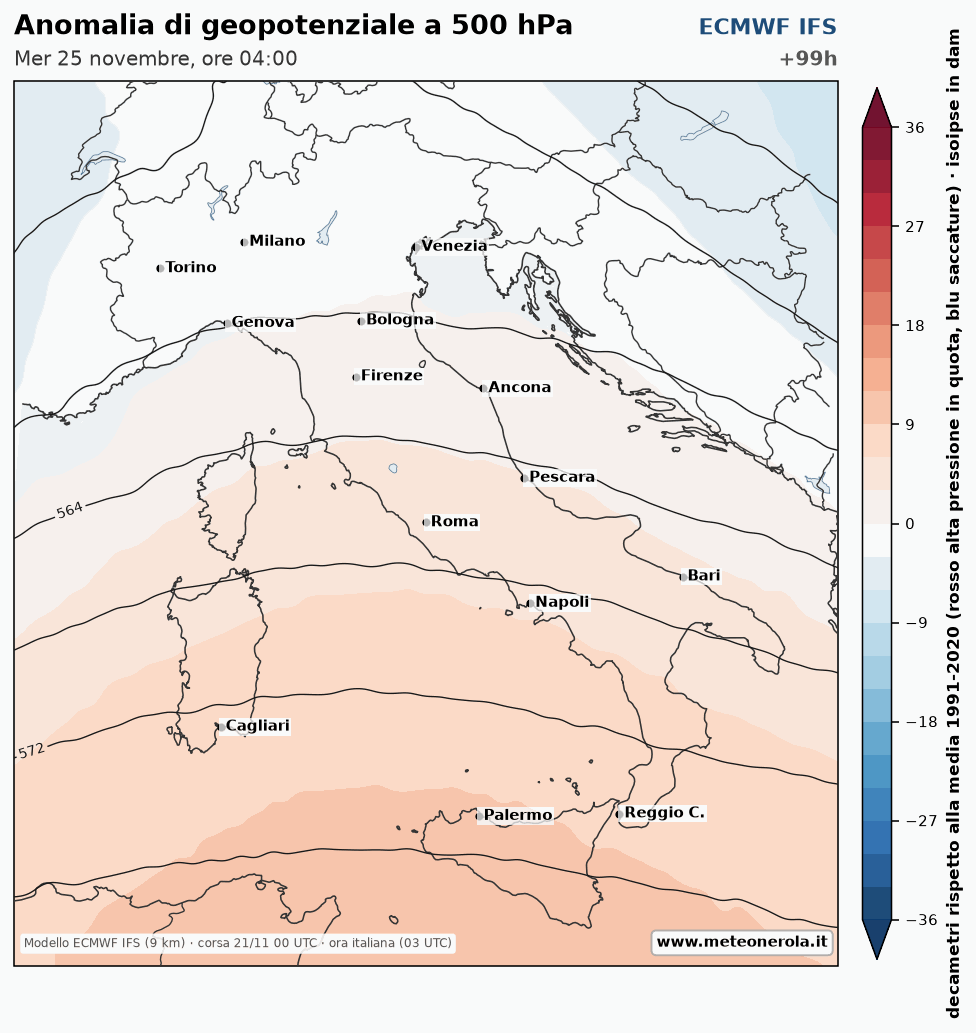 Anomalia di geopotenziale a 500 hPa
ECMWF IFS
Mer 25 novembre, ore 04:00
+99h
Milano
Venezia
Torino
Genova
Bologna
Firenze
Ancona
Pescara
564
Roma
Bari
Napoli
Cagliari
572
Palermo
Reggio C.
Modello ECMWF IFS (9 km) · corsa 21/11 00 UTC · ora italiana (03 UTC)
www.meteonerola.it
36
27
18
9
0
−9
−18
−27
−36
decametri rispetto alla media 1991-2020 (rosso alta pressione in quota, blu saccature) · isoipse in dam